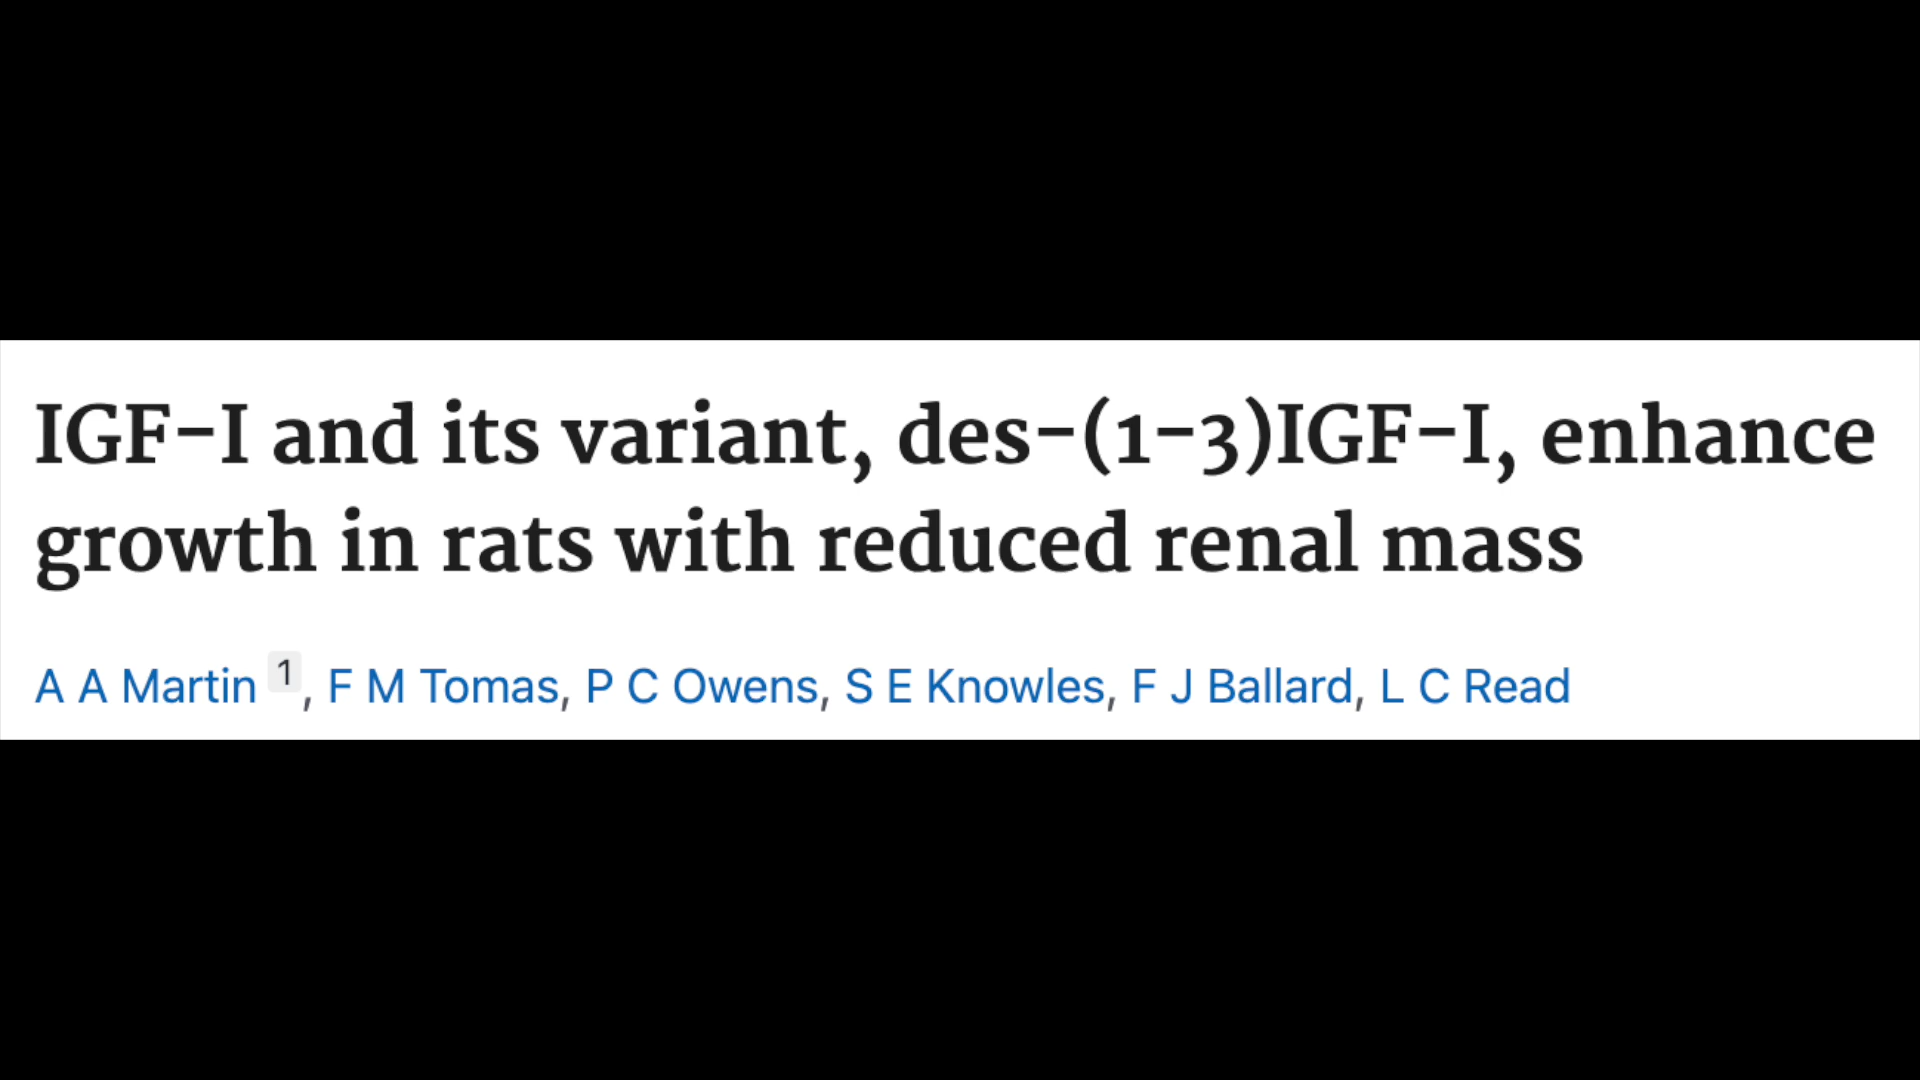 IGF-I and its variant, des-(1-3)IGF-I, enhance
growth in rats with reduced renal mass
A A Martin 1, F M Tomas, P C Owens, S E Knowles, F J Ballard, L C Read